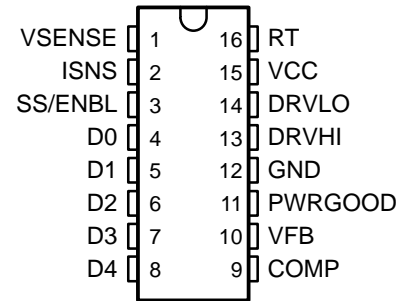 VSENSE 1 16 RT
ISNS 2 15 VCC
SS/ENBL 3 14 DRVLO
D0 4 13 DRVHI
D1 5 12 GND
D2 6 11 PWRGOOD
D3 7 10 VFB
D4 8 9 COMP